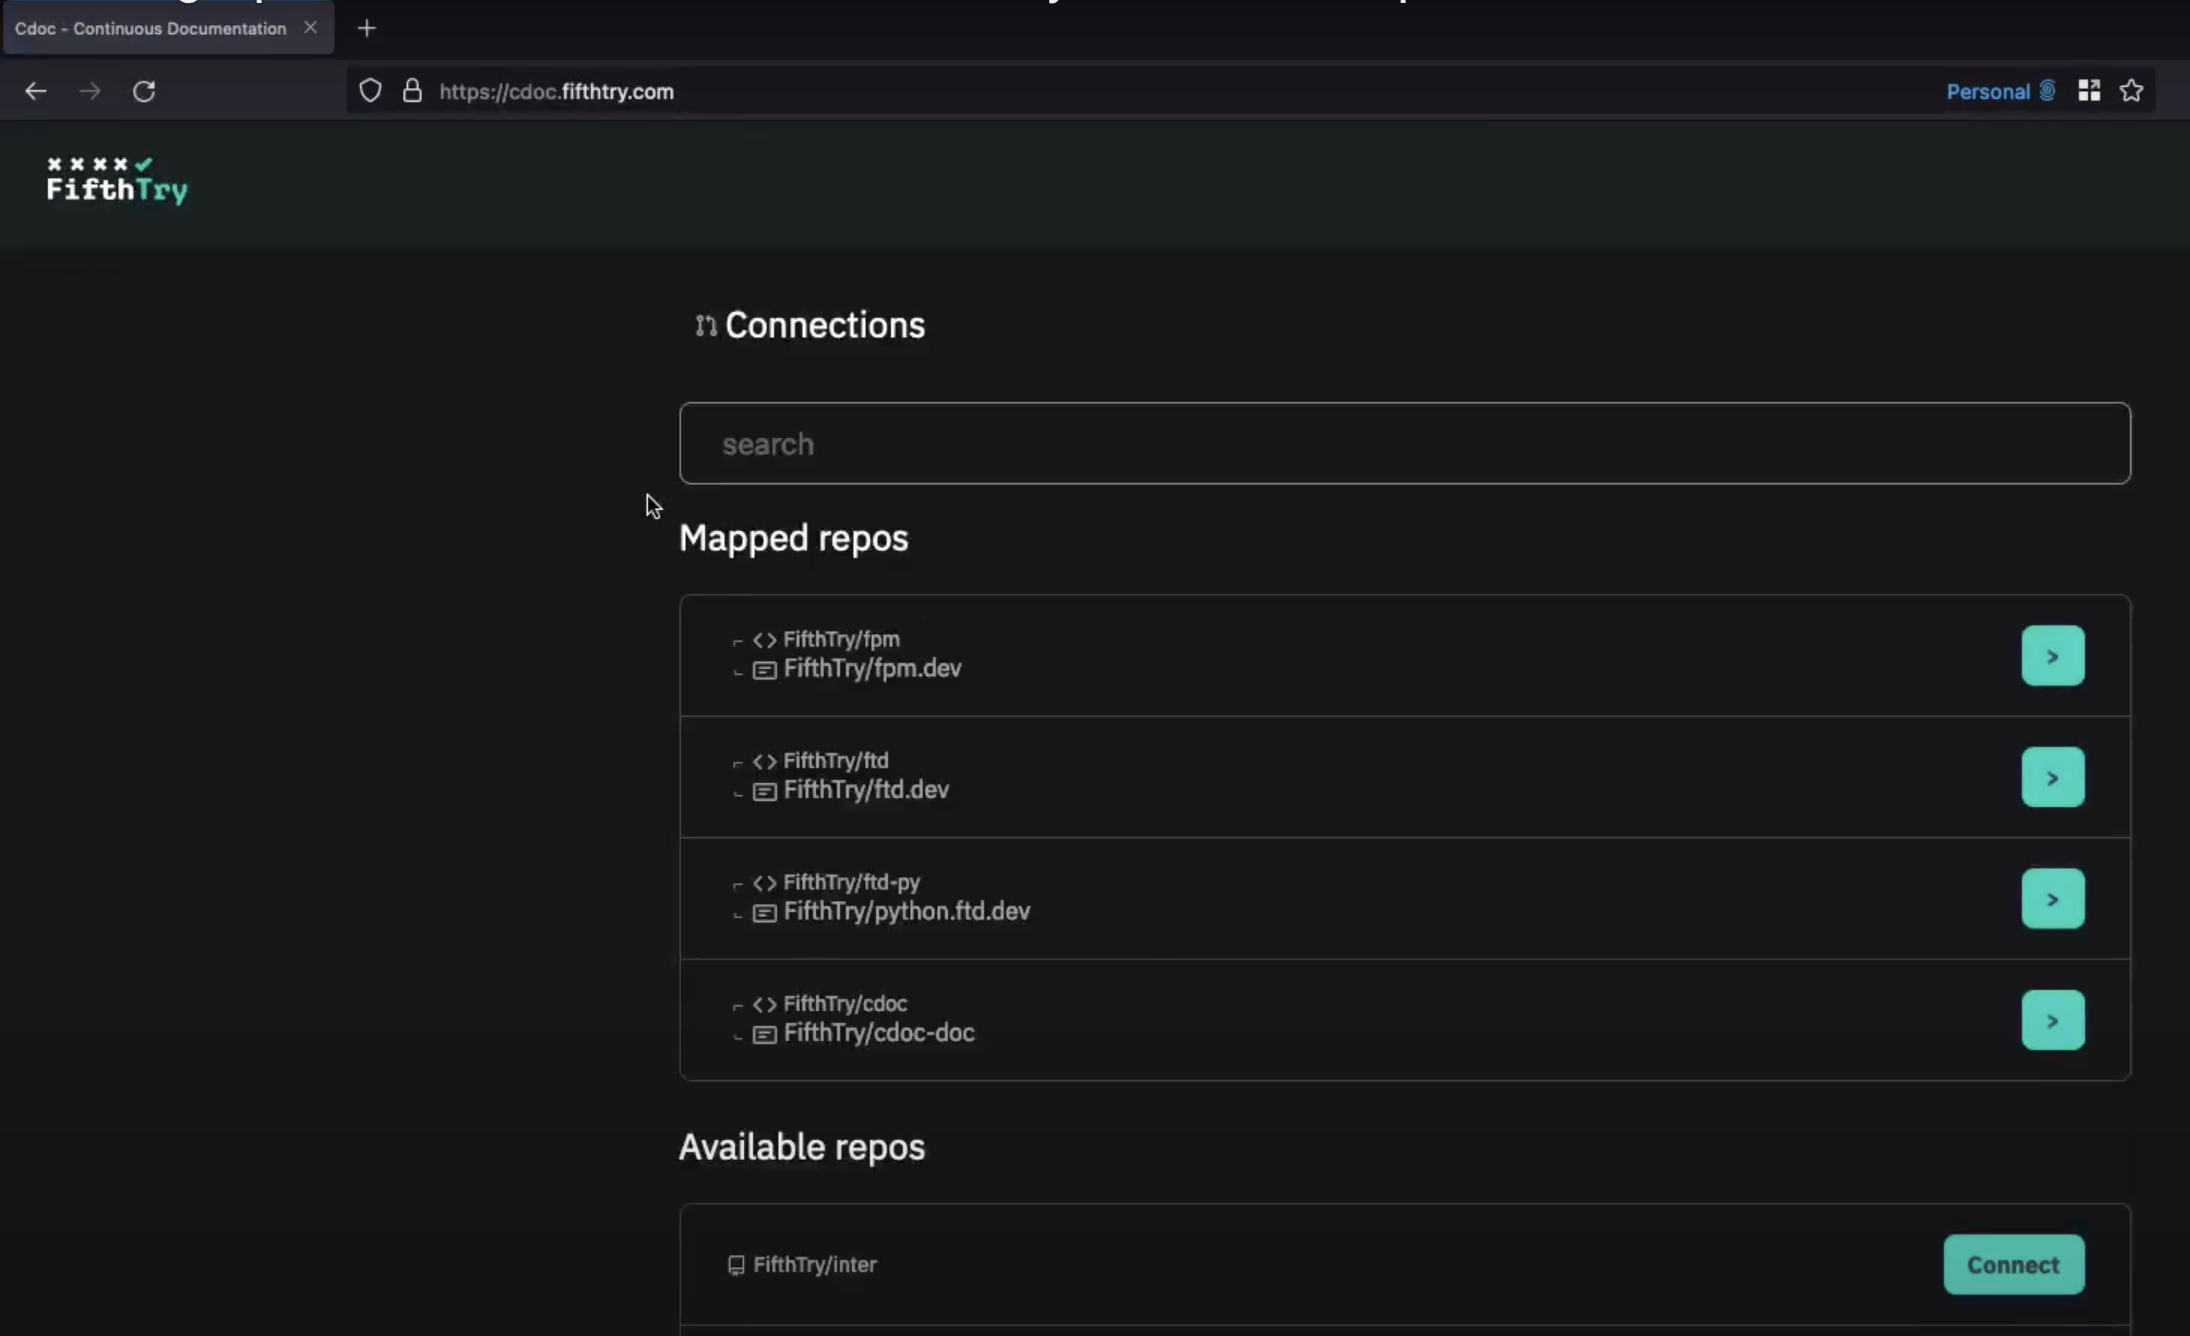 Cdoc - Continuous Documentation
https://cdoc.fifthtry.com
Personal
FifthTry
Connections
search
Mapped repos
FifthTry/fpm
FifthTry/fpm.dev
>
FifthTry/ftd
FifthTry/ftd.dev
>
FifthTry/ftd-py
FifthTry/python.ftd.dev
>
FifthTry/cdoc
FifthTry/cdoc-doc
>
Available repos
FifthTry/inter
Connect